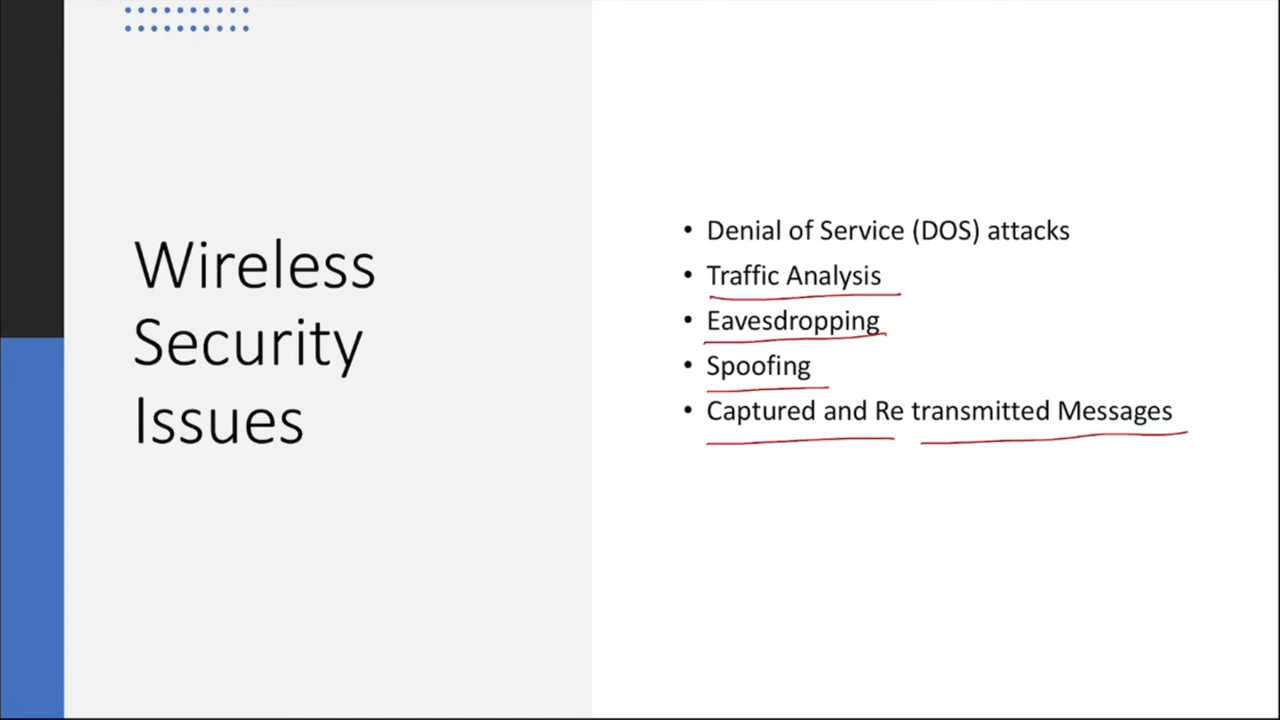 Wireless
Security
Issues
• Denial of Service (DOS) attacks
• Traffic Analysis
• Eavesdropping
• Spoofing
• Captured and Re transmitted Messages